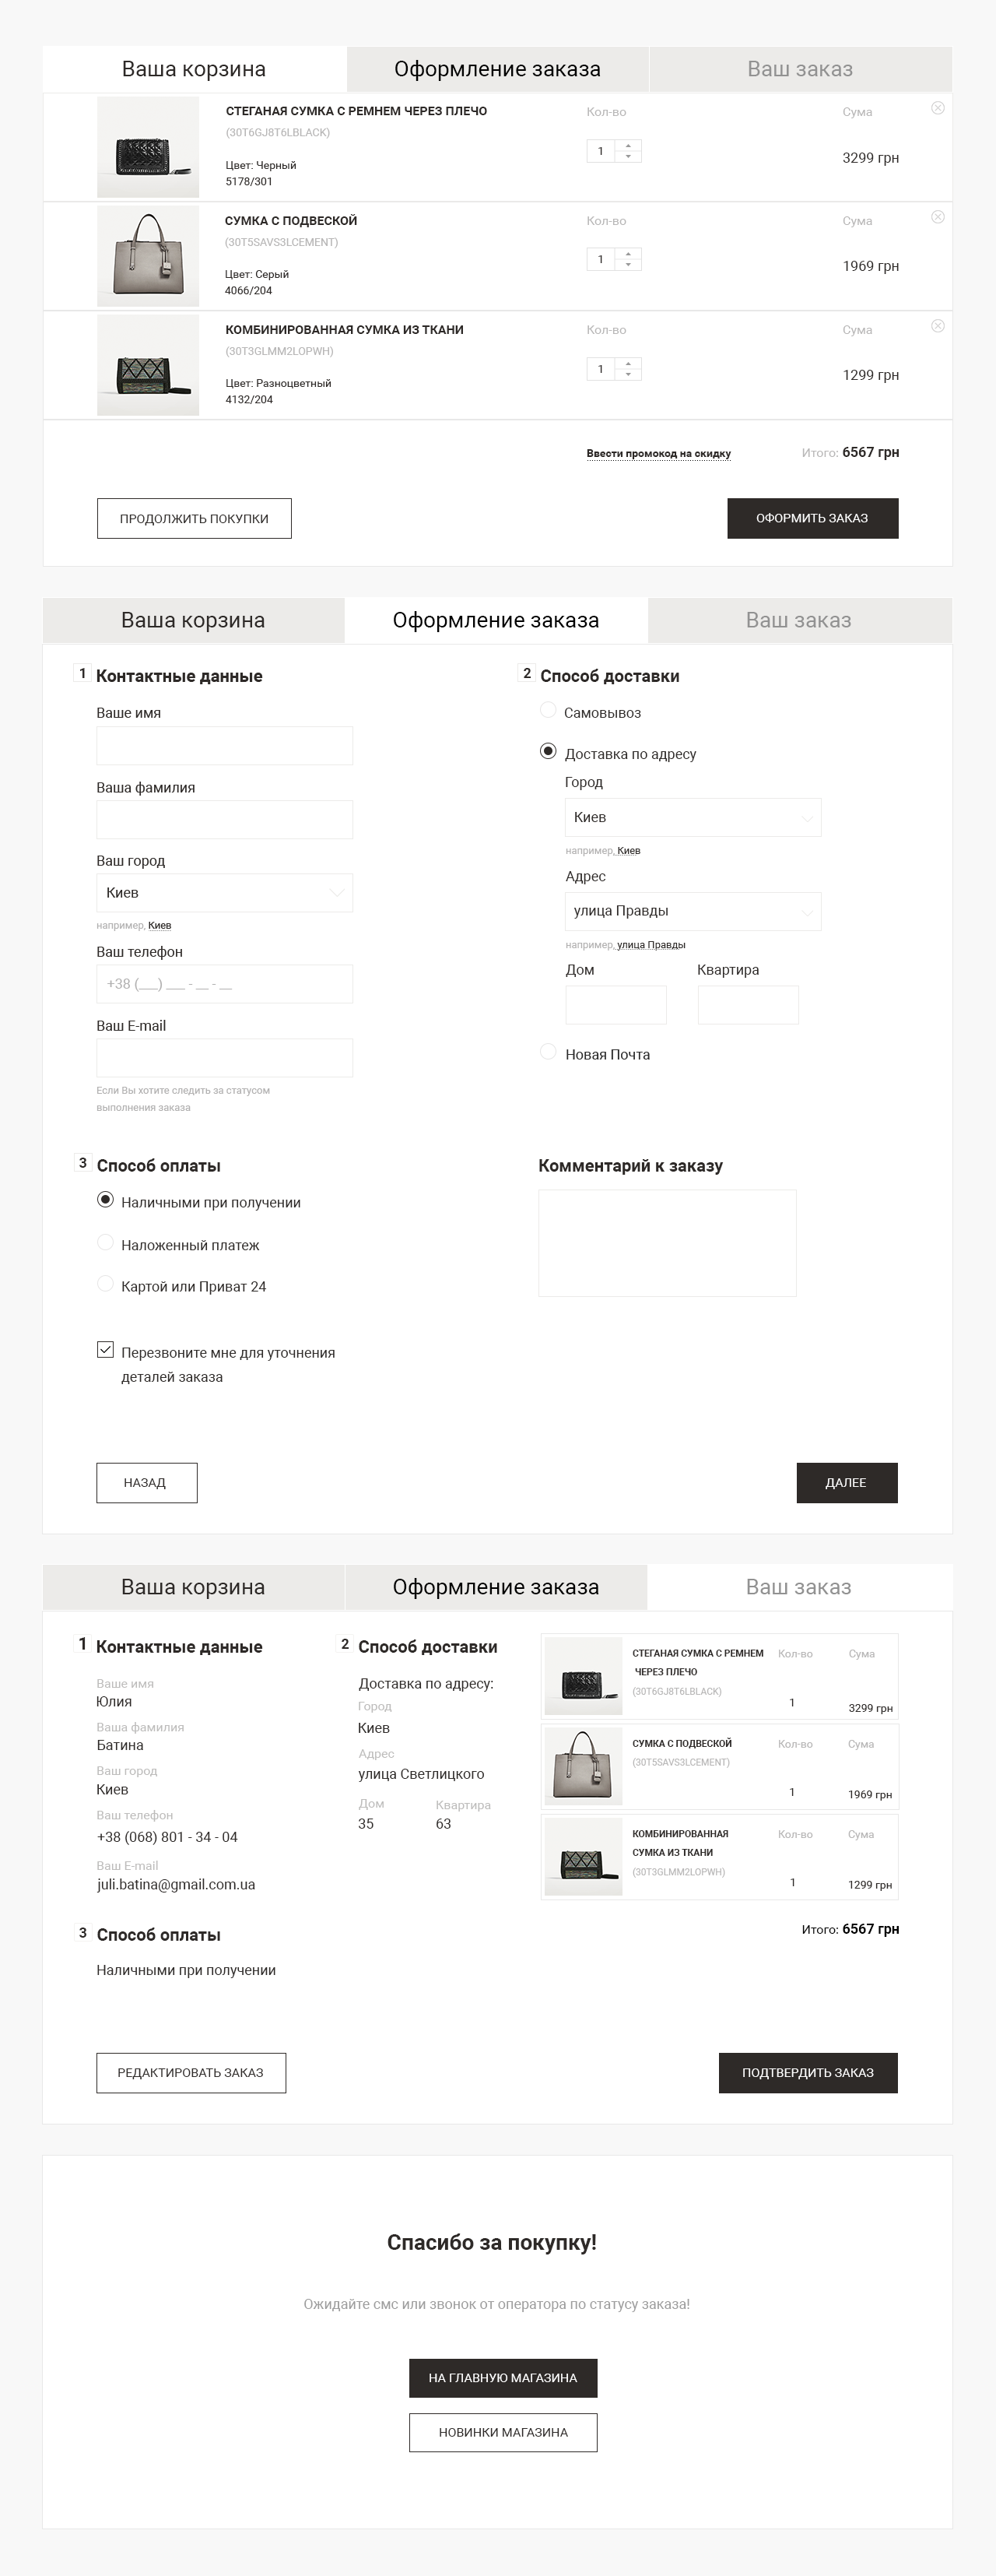 Ваша корзина
Оформление заказа
Ваш заказ
СТЕГАНАЯ СУМКА С РЕМНЕМ ЧЕРЕЗ ПЛЕЧО
Кол-во
Сума
(30T6GJ8T6LBLACK)
1
3299 грн
Цвет: Черный
5178/301
СУМКА С ПОДВЕСКОЙ
Кол-во
Сума
(30T5SAVS3LCEMENT)
1
1969 грн
Цвет: Серый
4066/204
КОМБИНИРОВАННАЯ СУМКА ИЗ ТКАНИ
Кол-во
Сума
(30T3GLMM2LOPWH)
1
1299 грн
Цвет: Разноцветный
4132/204
Ввести промокод на скидку
Итого: 6567 грн
ПРОДОЛЖИТЬ ПОКУПКИ
ОФОРМИТЬ ЗАКАЗ
Ваша корзина
Оформление заказа
Ваш заказ
1 Контактные данные
Ваше имя
Ваша фамилия
Ваш город
Киев
например, Киев
Ваш телефон
+38 (___) ___ - __ - __
Ваш E-mail
Если Вы хотите следить за статусом
выполнения заказа
2 Способ доставки
Самовывоз
Доставка по адресу
Город
Киев
например, Киев
Адрес
улица Правды
например, улица Правды
Дом
Квартира
Новая Почта
3 Способ оплаты
Наличными при получении
Наложенный платеж
Картой или Приват 24
Перезвоните мне для уточнения
деталей заказа
Комментарий к заказу
НАЗАД
ДАЛЕЕ
Ваша корзина
Оформление заказа
Ваш заказ
1 Контактные данные
Ваше имя
Юлия
Ваша фамилия
Батина
Ваш город
Киев
Ваш телефон
+38 (068) 801 - 34 - 04
Ваш E-mail
juli.batina@gmail.com.ua
2 Способ доставки
Доставка по адресу:
Город
Киев
Адрес
улица Светлицкого
Дом
Квартира
35
63
СТЕГАНАЯ СУМКА С РЕМНЕМ
ЧЕРЕЗ ПЛЕЧО
(30T6GJ8T6LBLACK)
Кол-во
Сума
1
3299 грн
СУМКА С ПОДВЕСКОЙ
(30T5SAVS3LCEMENT)
Кол-во
Сума
1
1969 грн
КОМБИНИРОВАННАЯ
СУМКА ИЗ ТКАНИ
(30T3GLMM2LOPWH)
Кол-во
Сума
1
1299 грн
Итого: 6567 грн
3 Способ оплаты
Наличными при получении
РЕДАКТИРОВАТЬ ЗАКАЗ
ПОДТВЕРДИТЬ ЗАКАЗ
Спасибо за покупку!
Ожидайте смс или звонок от оператора по статусу заказа!
НА ГЛАВНУЮ МАГАЗИНА
НОВИНКИ МАГАЗИНА